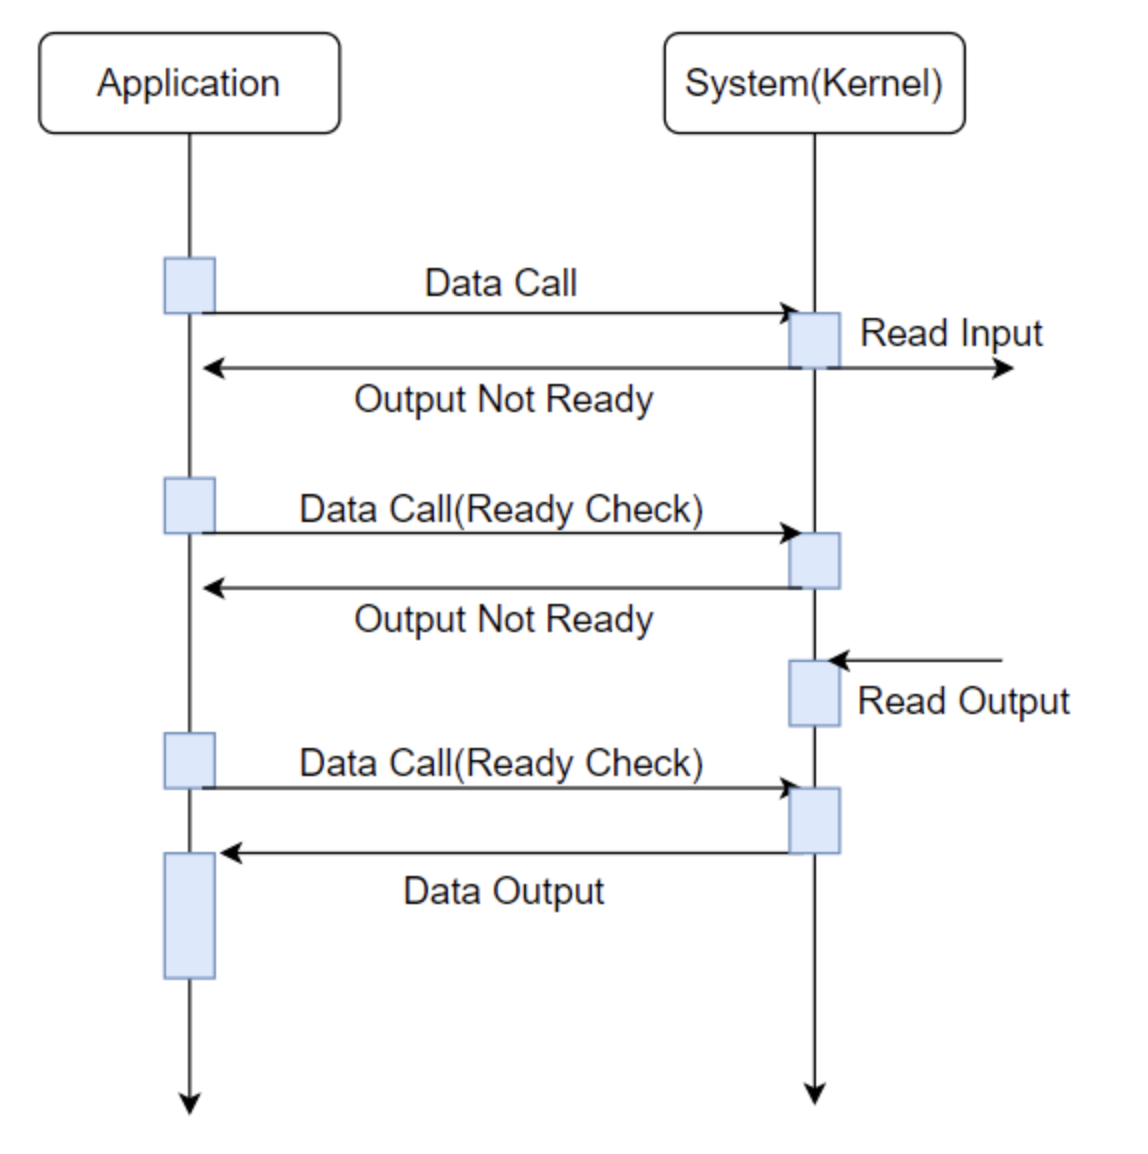 Application
System(Kernel)
Data Call
Read Input
Output Not Ready
Data Call(Ready Check)
Output Not Ready
Read Output
Data Call(Ready Check)
Data Output